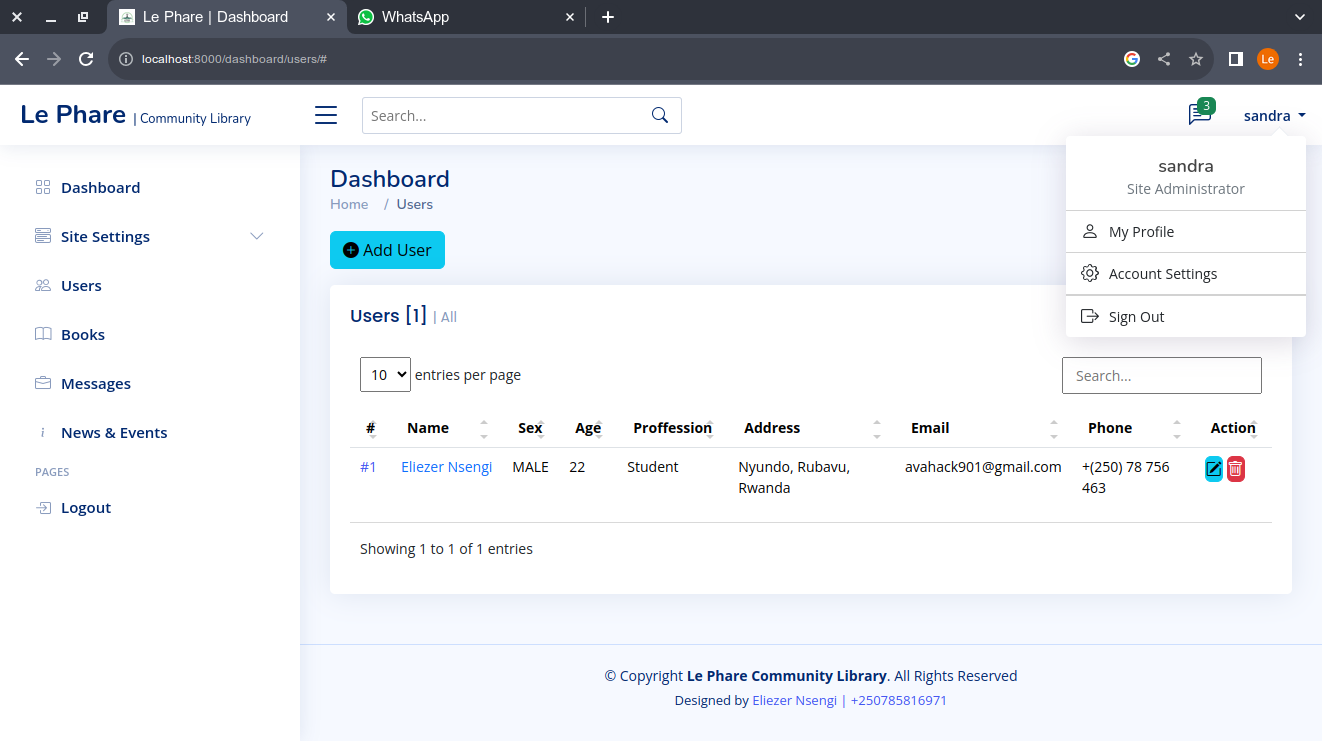 Le Phare | Dashboard
WhatsApp
localhost:8000/dashboard/users/#
Le
Le Phare | Community Library
Search...
3
sandra
sandra
Site Administrator
My Profile
Account Settings
Sign Out
Dashboard
Site Settings
Users
Books
Messages
News & Events
PAGES
Logout
Dashboard
Home / Users
Add User
Users [1] | All
10 entries per page
Search...
# Name Sex Age Proffession Address Email Phone Action
#1 Eliezer Nsengi MALE 22 Student Nyundo, Rubavu, avahack901@gmail.com +(250) 78 756
Rwanda 463
Showing 1 to 1 of 1 entries
© Copyright Le Phare Community Library. All Rights Reserved
Designed by Eliezer Nsengi | +250785816971